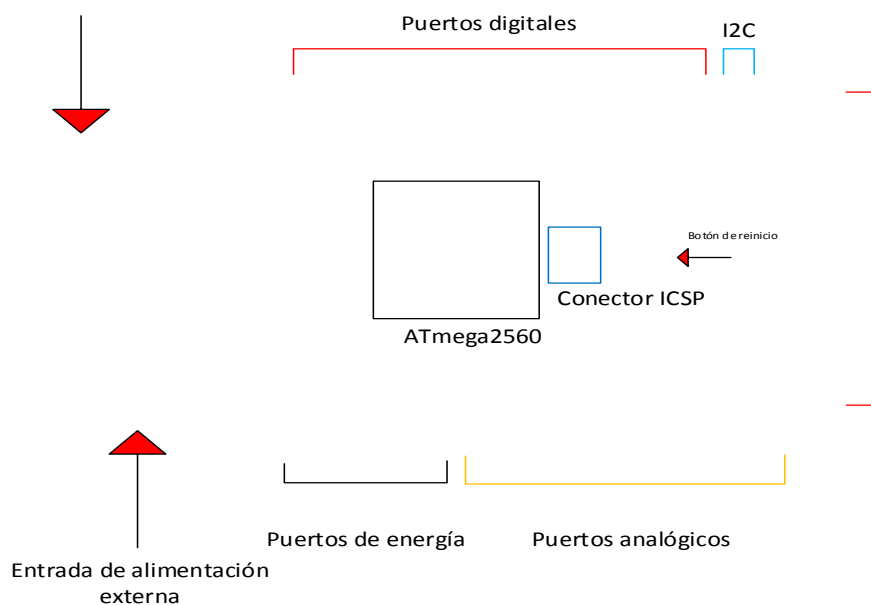 Puertos digitales
I2C
Botón de reinicio
Conector ICSP
ATmega2560
Puertos de energía
Puertos analógicos
Entrada de alimentación
externa